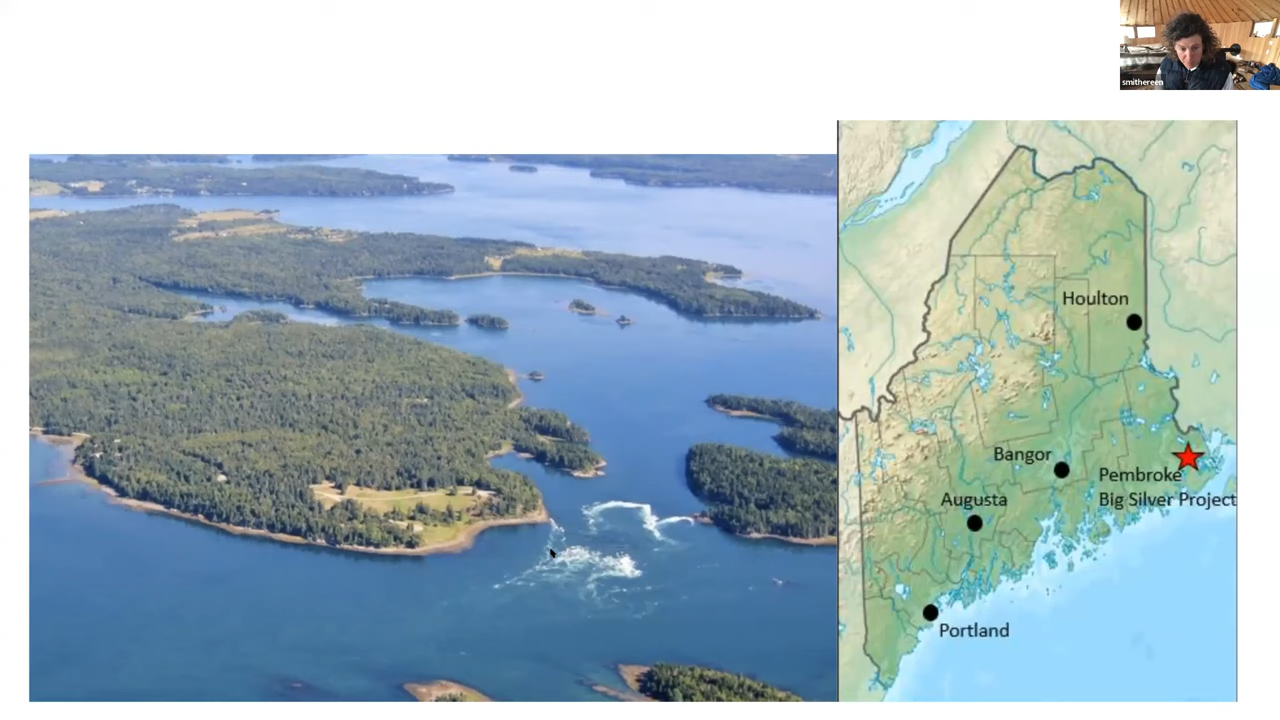 smithereen
Houlton
Bangor
Pembroke
Big Silver Project
Augusta
Portland